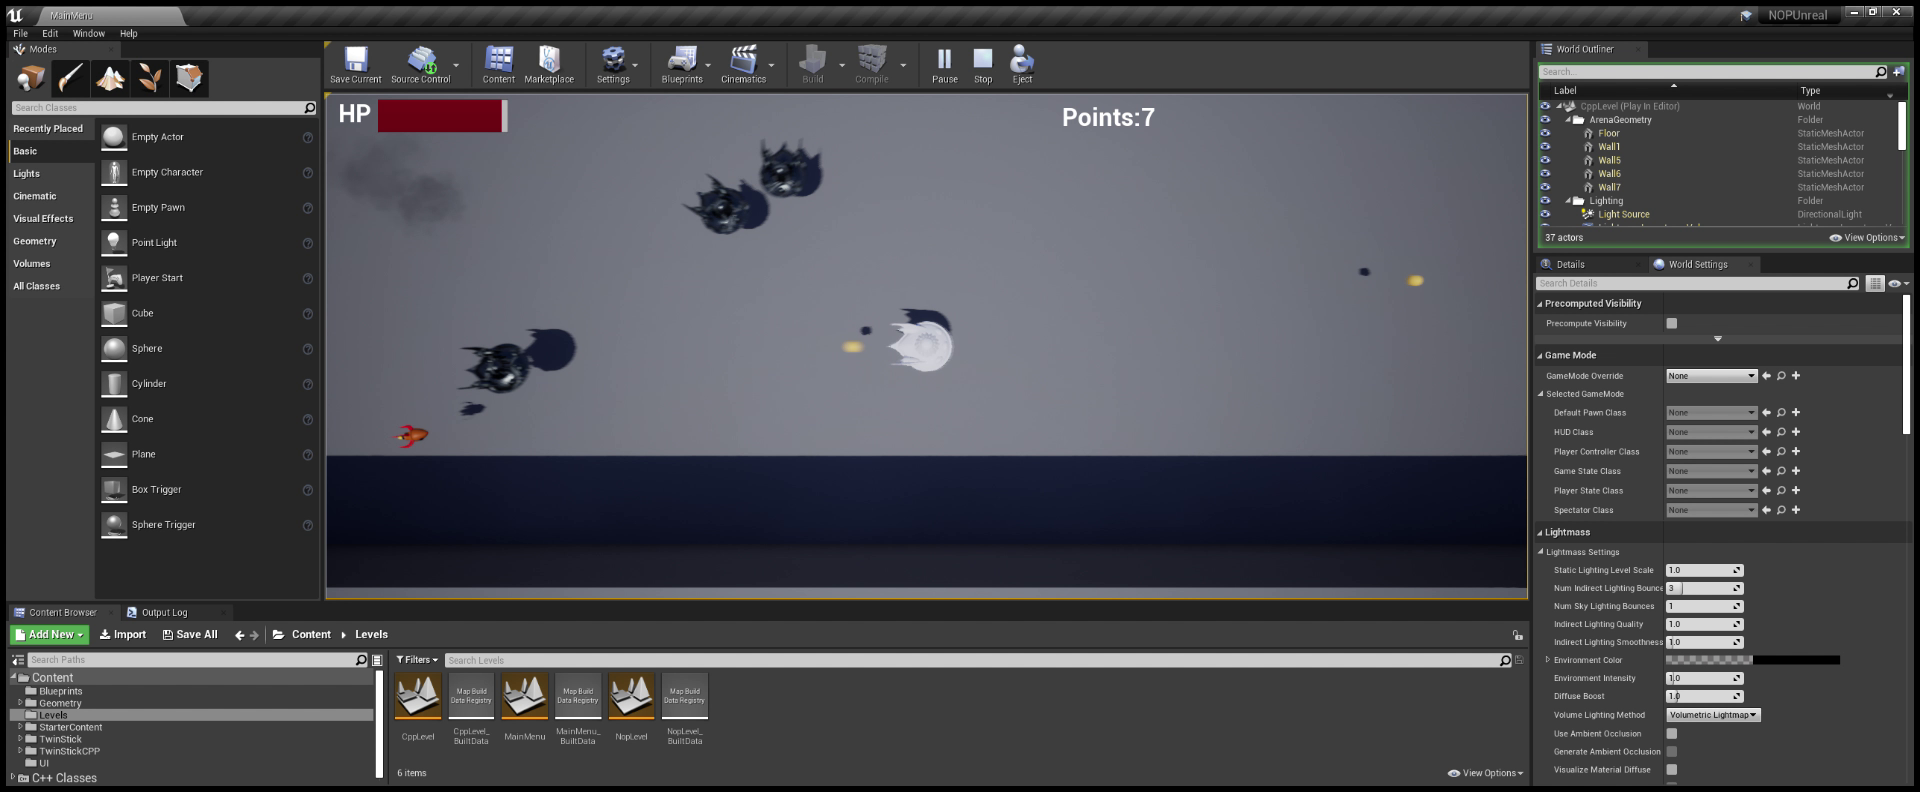 MainMenu
NOPUnreal
File Edit Window Help
Modes
Search Classes
Recently Placed
Basic
Lights
Cinematic
Visual Effects
Geometry
Volumes
All Classes
Empty Actor
Empty Character
Empty Pawn
Point Light
Player Start
Cube
Sphere
Cylinder
Cone
Plane
Box Trigger
Sphere Trigger
Save Current Source Control Content Marketplace Settings Blueprints Cinematics Build Compile Pause Stop Eject
HP
Points:7
World Outliner
Search...
Label Type
CppLevel (Play In Editor) World
ArenaGeometry Folder
Floor StaticMeshActor
Wall1 StaticMeshActor
Wall5 StaticMeshActor
Wall6 StaticMeshActor
Wall7 StaticMeshActor
Lighting Folder
Light Source DirectionalLight
37 actors View Options
Details World Settings
Search Details
Precomputed Visibility
Precompute Visibility
Game Mode
GameMode Override None
Selected GameMode
Default Pawn Class None
HUD Class None
Player Controller Class None
Game State Class None
Player State Class None
Spectator Class None
Lightmass
Lightmass Settings
Static Lighting Level Scale 1.0
Num Indirect Lighting Bounce 3
Num Sky Lighting Bounces 1
Indirect Lighting Quality 1.0
Indirect Lighting Smoothness 1.0
Environment Color
Environment Intensity 1.0
Diffuse Boost 1.0
Volume Lighting Method Volumetric Lightmap
Use Ambient Occlusion
Generate Ambient Occlusion
Visualize Material Diffuse
Content Browser Output Log
Add New Import Save All Content Levels
Search Paths
Content
Blueprints
Geometry
Levels
StarterContent
TwinStick
TwinStickCPP
UI
C++ Classes
Filters Search Levels
Map Build
Data Registry
Map Build
Data Registry
Map Build
Data Registry
CppLevel
CppLevel_
BuiltData
MainMenu
MainMenu_
BuiltData
NopLevel
NopLevel_
BuiltData
6 items View Options